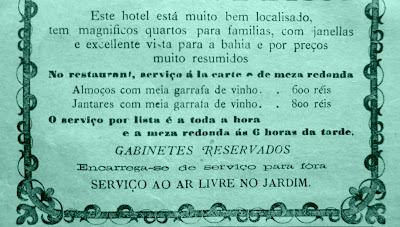 Este hotel está muito bem localisado,
tem magnificos quartos para familias, com janellas
e excellente vista para a bahia e por preços
muito resumidos
No restaurant, serviço á la carte e de meza redonda
Almoços com meia garrafa de vinho. . 600 réis
Jantares com meia garrafa de vinho. . 800 réis
O serviço por lista é a toda a hora
e a meza redonda ás 6 horas da tarde.
GABINETES RESERVADOS
Encarrega-se de serviço para fóra
SERVIÇO AO AR LIVRE NO JARDIM.